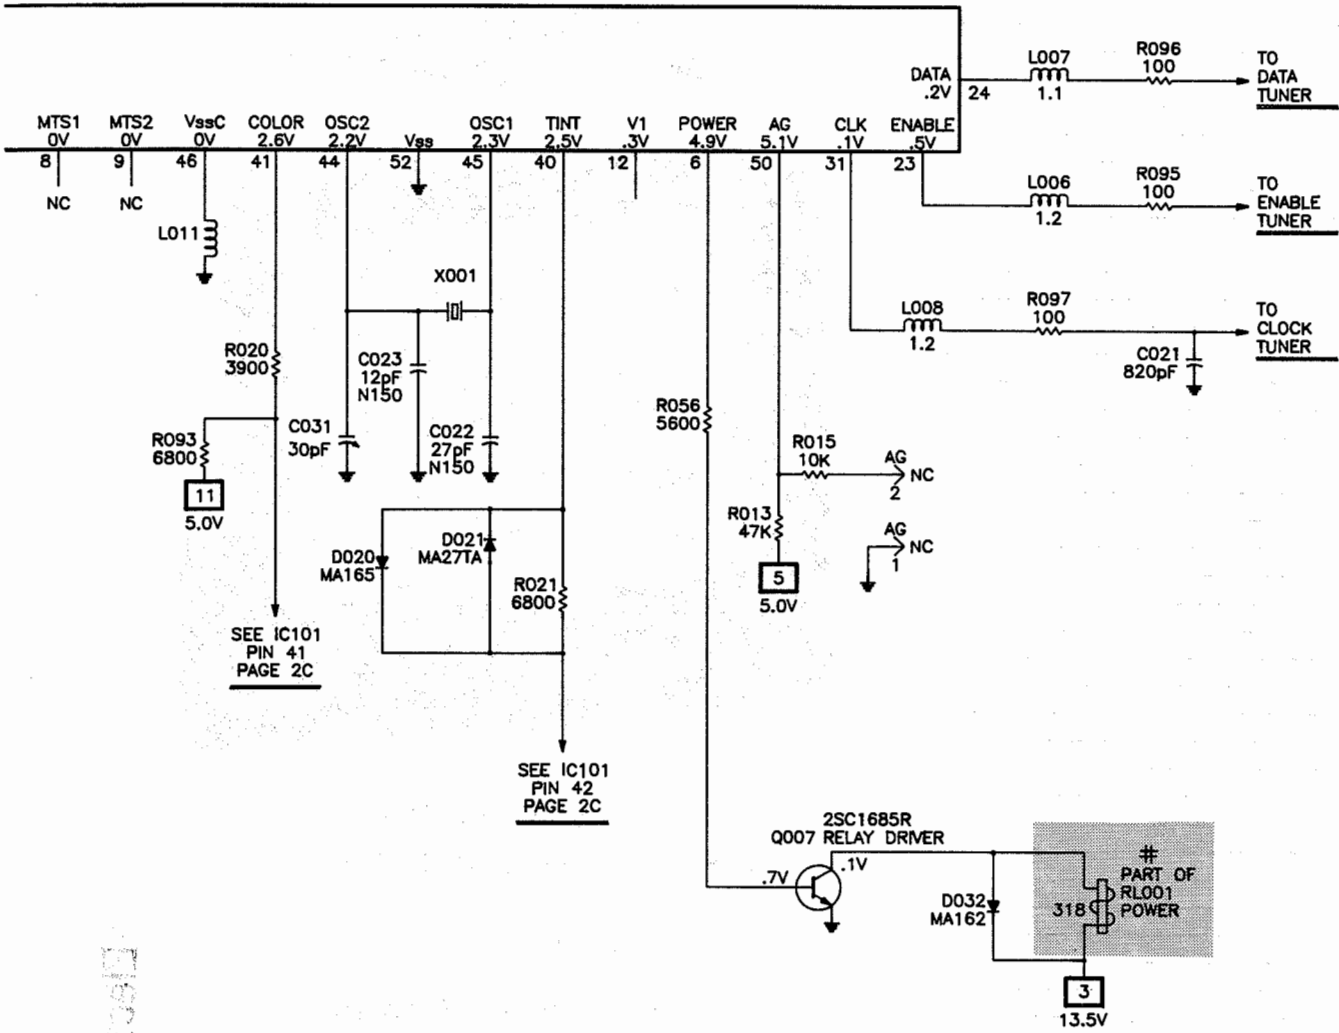 DATA
.2V
24
L007
1.1
R096
100
TO
DATA
TUNER
MTS1
0V
8
NC
MTS2
0V
9
NC
VssC
0V
46
COLOR
2.6V
41
OSC2
2.2V
44
Vss
52
OSC1
2.3V
45
TINT
2.5V
40
V1
.3V
12
POWER
4.9V
6
AG
5.1V
50
CLK
.1V
31
ENABLE
.5V
23
L006
1.2
R095
100
TO
ENABLE
TUNER
L011
X001
L008
1.2
R097
100
TO
CLOCK
TUNER
C021
820pF
R020
3900
C023
12pF
N150
R056
5600
R093
6800
11
5.0V
C031
30pF
C022
27pF
N150
R015
10K
AG
NC
2
R013
47K
AG
NC
1
5
5.0V
D020
MA165
D021
MA27TA
R021
6800
SEE IC101
PIN 41
PAGE 2C
SEE IC101
PIN 42
PAGE 2C
2SC1685R
Q007 RELAY DRIVER
.7V
.1V
D032
MA162
#
PART OF
RL001
POWER
318
3
13.5V